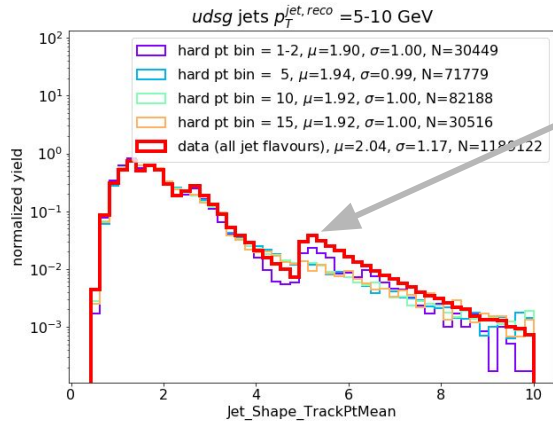 udsg jets p_T^{jet,reco} =5-10 GeV
10²
hard pt bin = 1-2, μ=1.90, σ=1.00, N=30449
hard pt bin =  5, μ=1.94, σ=0.99, N=71779
hard pt bin = 10, μ=1.92, σ=1.00, N=82188
hard pt bin = 15, μ=1.92, σ=1.00, N=30516
data (all jet flavours), μ=2.04, σ=1.17, N=1180122
10¹
10⁰
10⁻¹
10⁻²
10⁻³
normalized yield
0 2 4 6 8 10
Jet_Shape_TrackPtMean